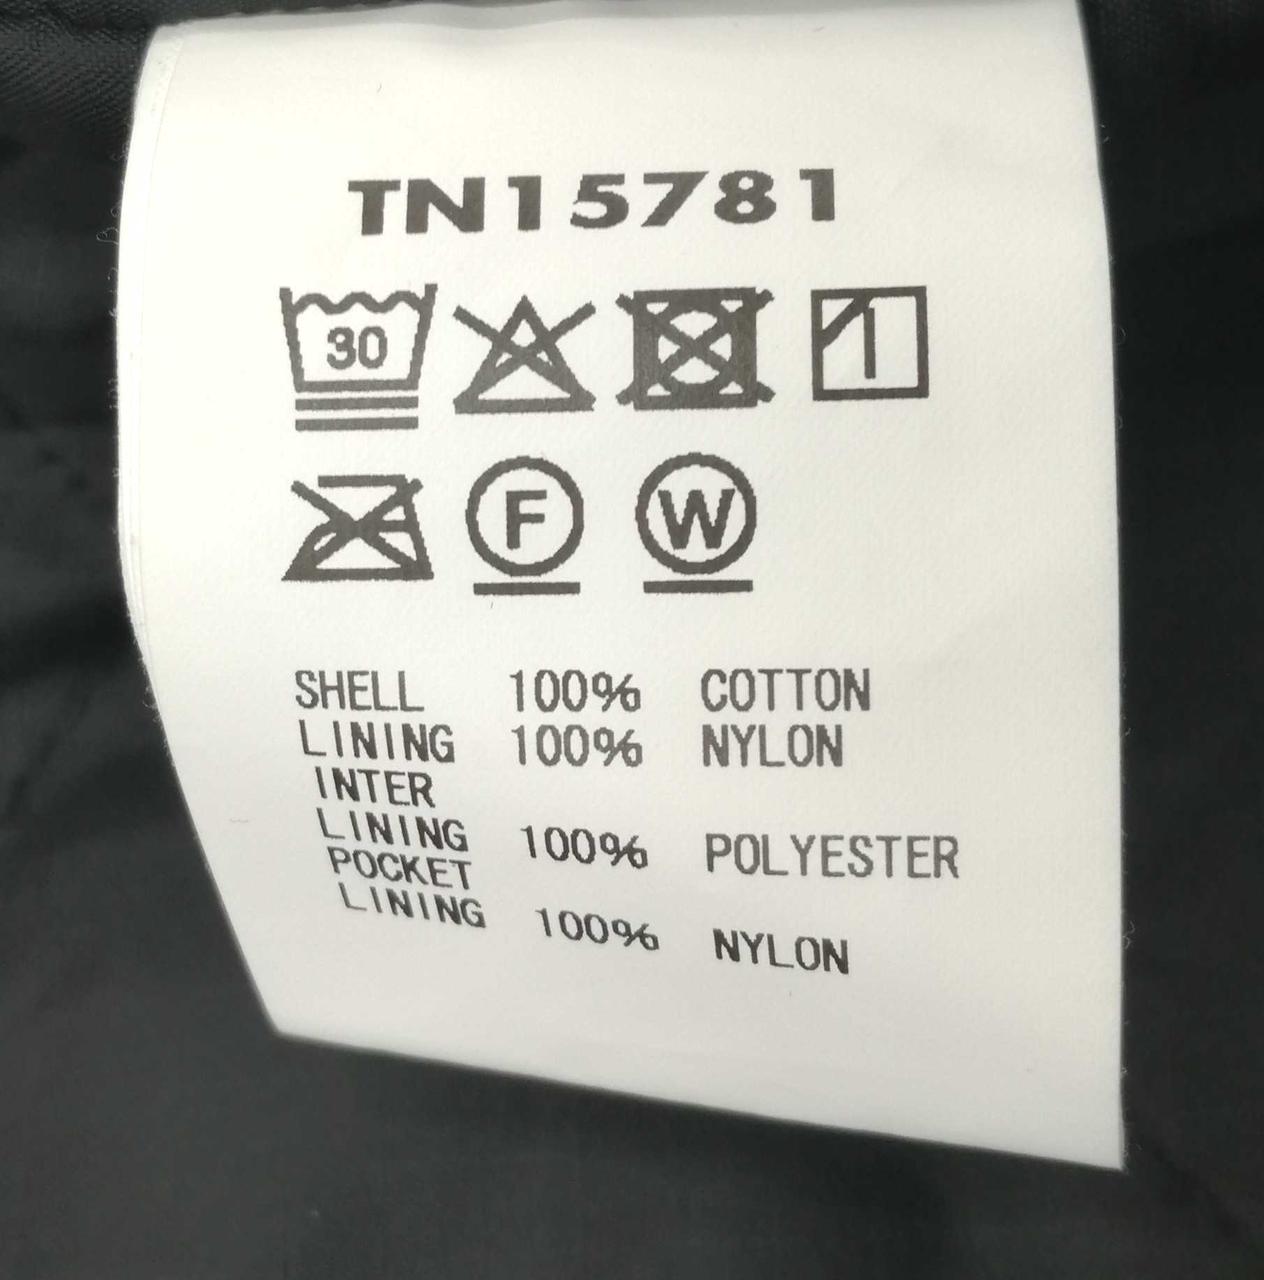 TN15781
30
F W
SHELL 100% COTTON
LINING 100% NYLON
INTER
LINING 100% POLYESTER
POCKET
LINING 100% NYLON